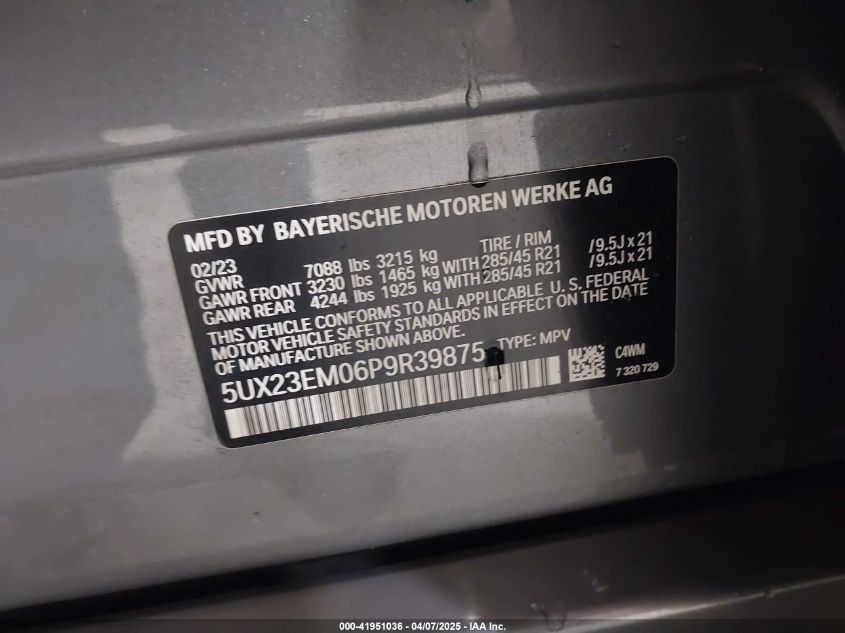 MFD BY BAYERISCHE MOTOREN WERKE AG
02/23 TIRE / RIM
GVWR 7088 lbs 3215 kg
GAWR FRONT 3230 lbs 1465 kg WITH 285/45 R21 /9.5J x 21
GAWR REAR 4244 lbs 1925 kg WITH 285/45 R21 /9.5J x 21
THIS VEHICLE CONFORMS TO ALL APPLICABLE U.S. FEDERAL
MOTOR VEHICLE SAFETY STANDARDS IN EFFECT ON THE DATE
OF MANUFACTURE SHOWN ABOVE.
5UX23EM06P9R39875 TYPE: MPV
C4WM
7 320 729
000-41951036 - 04/07/2025 - IAA Inc.